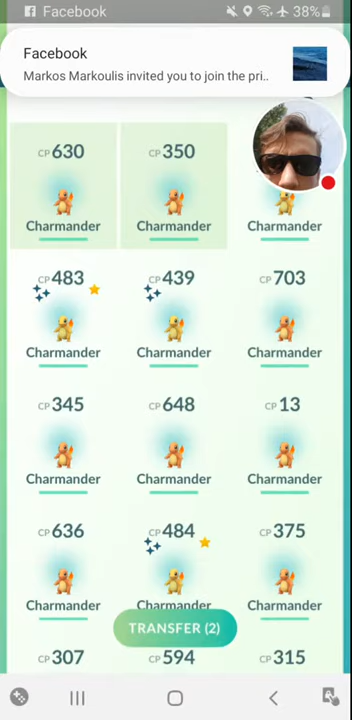 Facebook
38%
Facebook
Markos Markoulis invited you to join the pri..
CP 630
CP 350
Charmander
Charmander
Charmander
CP 483
CP 439
CP 703
Charmander
Charmander
Charmander
CP 345
CP 648
CP 13
Charmander
Charmander
Charmander
CP 636
CP 484
CP 375
Charmander
Charmander
Charmander
TRANSFER (2)
CP 307
CP 594
CP 315